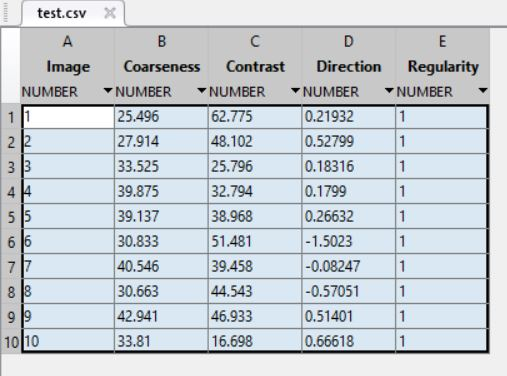 test.csv
A B C D E
Image Coarseness Contrast Direction Regularity
NUMBER NUMBER NUMBER NUMBER NUMBER
1 1 25.496 62.775 0.21932 1
2 2 27.914 48.102 0.52799 1
3 3 33.525 25.796 0.18316 1
4 4 39.875 32.794 0.1799 1
5 5 39.137 38.968 0.26632 1
6 6 30.833 51.481 -1.5023 1
7 7 40.546 39.458 -0.08247 1
8 8 30.663 44.543 -0.57051 1
9 9 42.941 46.933 0.51401 1
10 10 33.81 16.698 0.66618 1